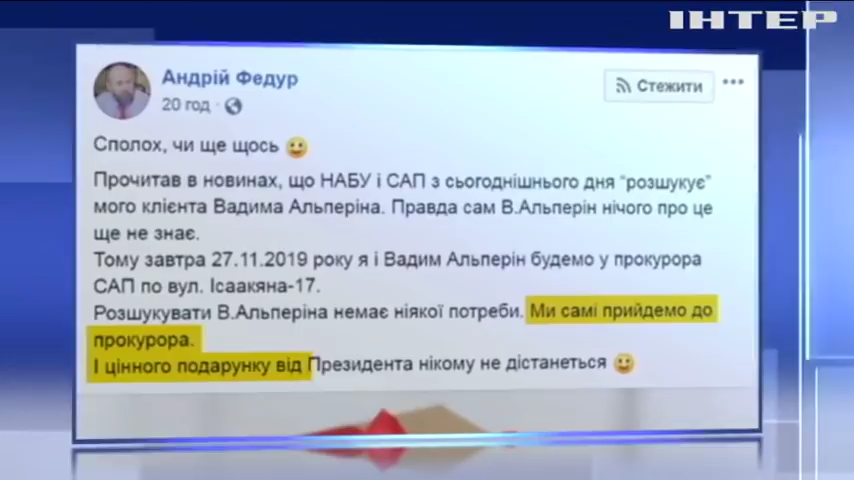 ІНТЕР
Андрій Федур
20 год ·
Стежити
Сполох, чи ще щось
Прочитав в новинах, що НАБУ і САП з сьогоднішнього дня “розшукує”
мого клієнта Вадима Альперіна. Правда сам В.Альперін нічого про це
ще не знає.
Тому завтра 27.11.2019 року я і Вадим Альперін будемо у прокурора
САП по вул. Ісаакяна-17.
Розшукувати В.Альперіна немає ніякої потреби. Ми самі прийдемо до
прокурора.
І цінного подарунку від Президента нікому не дістанеться